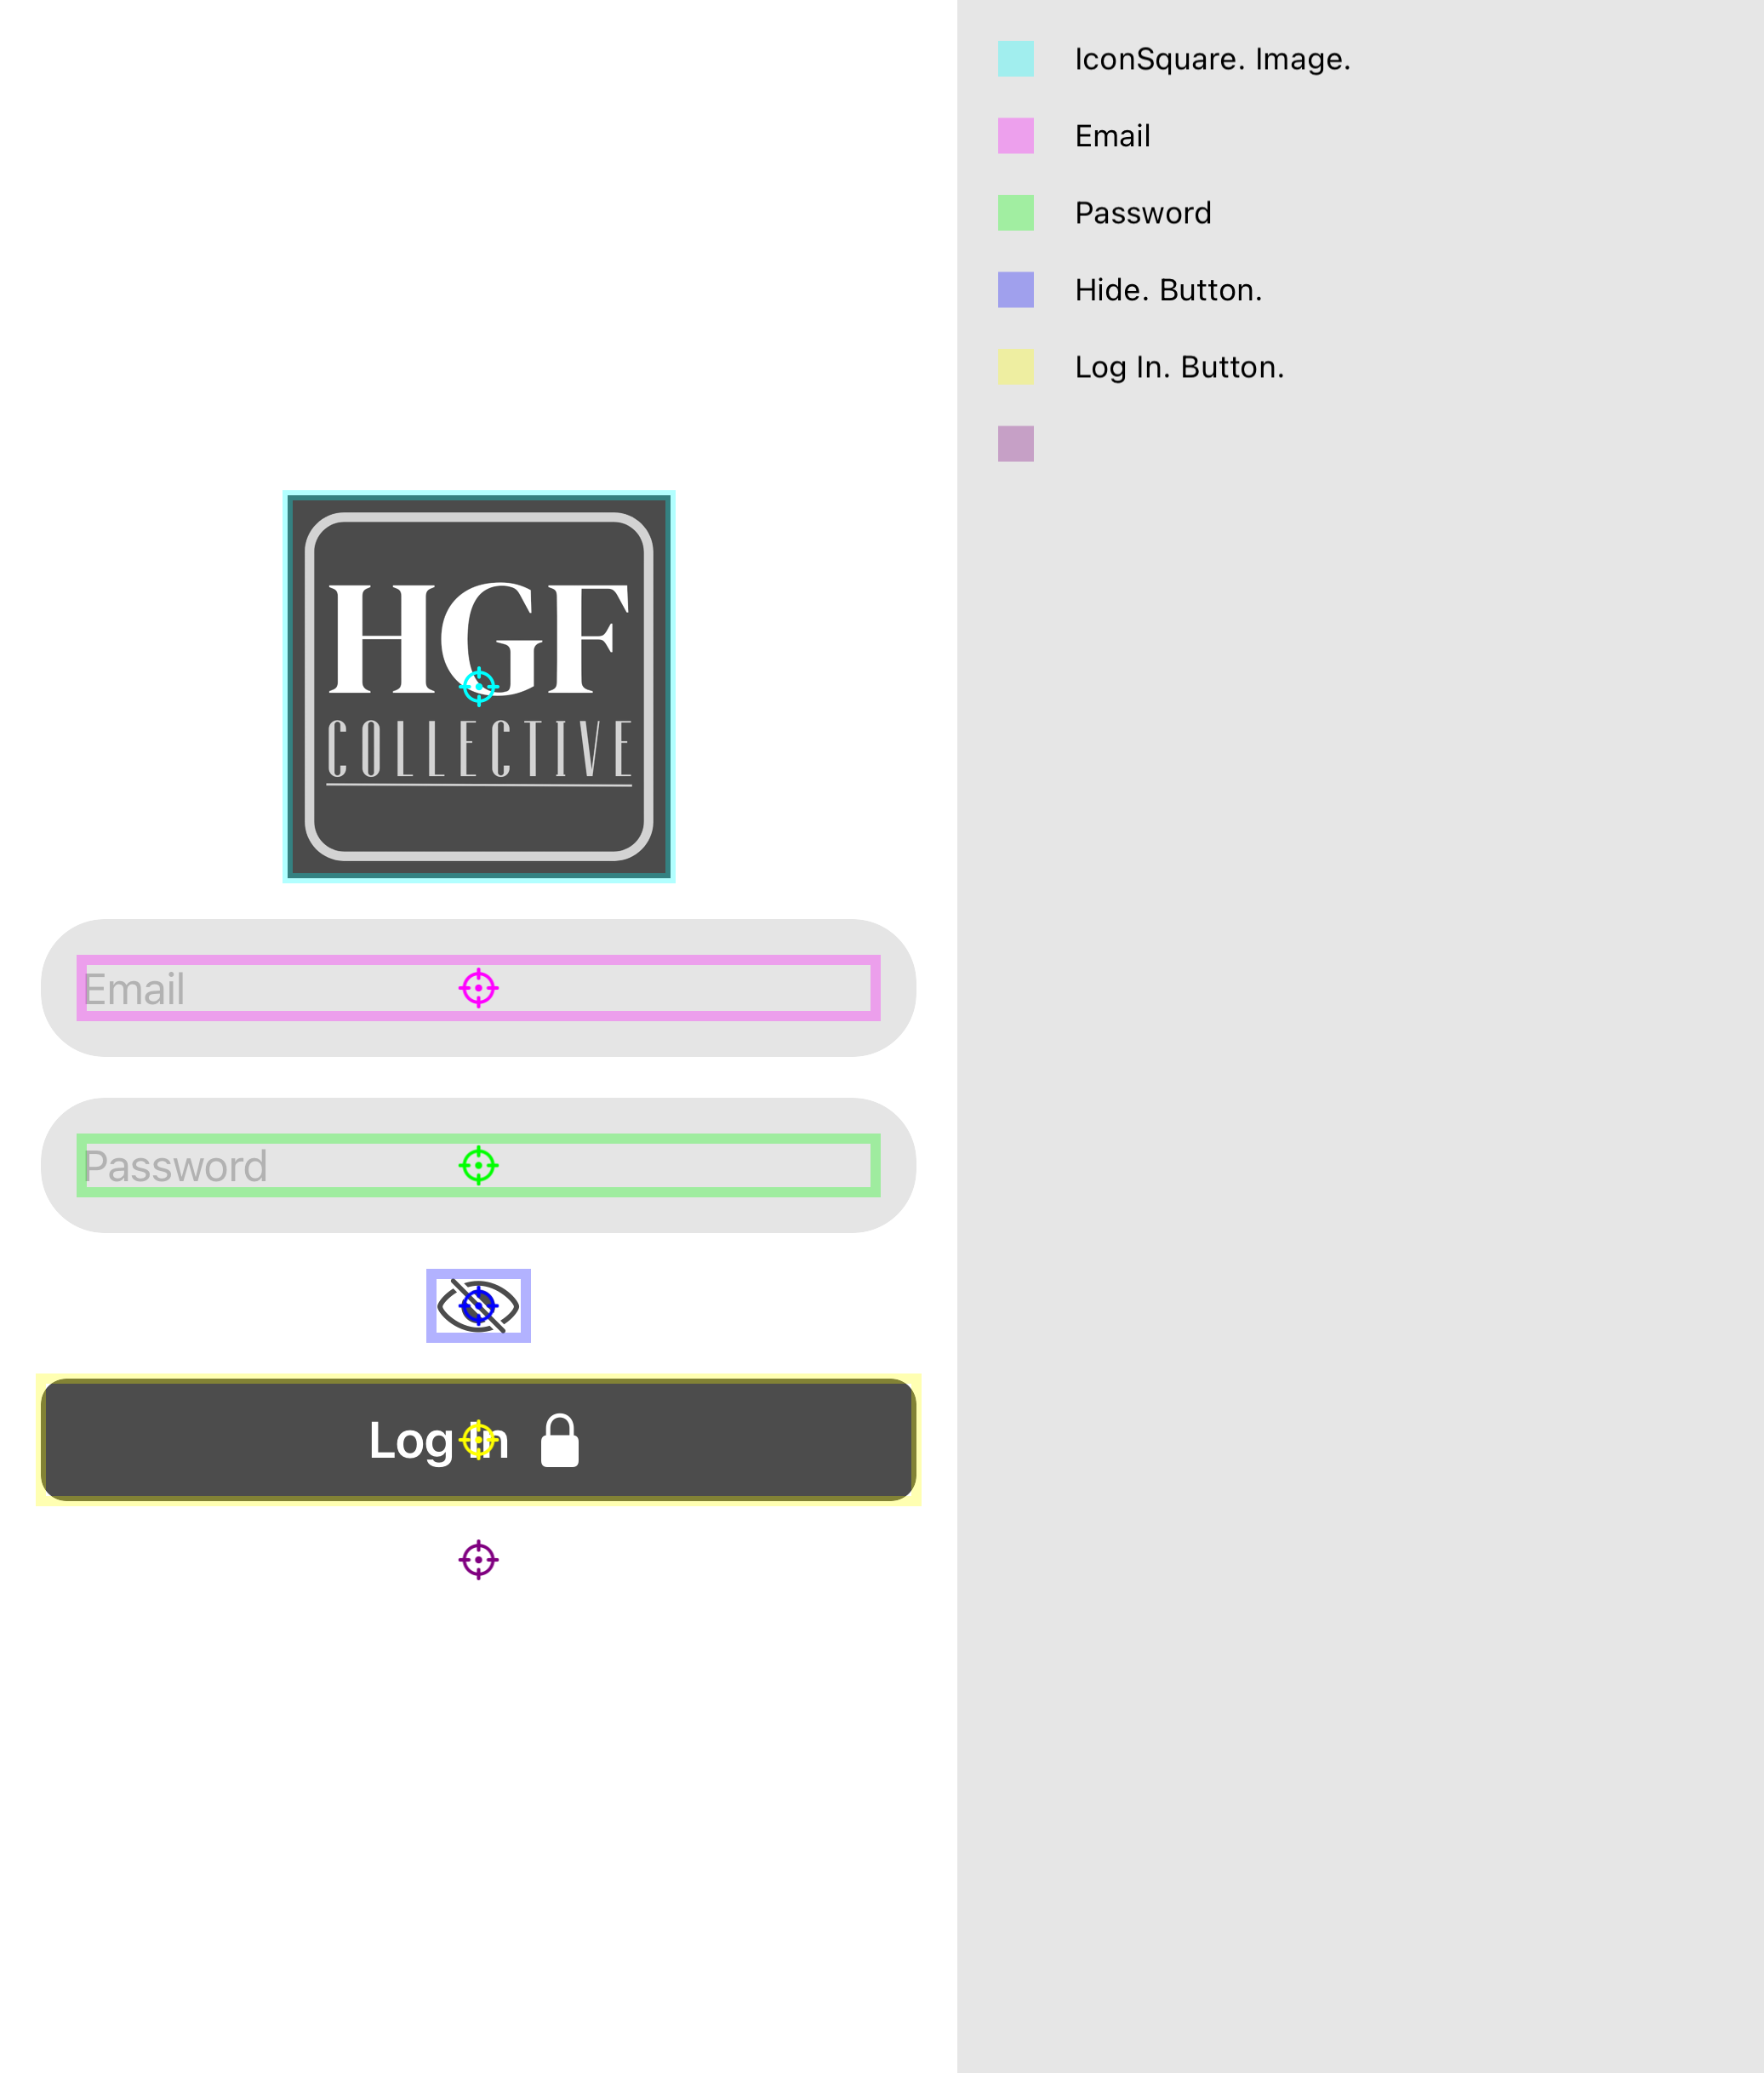 HGF
COLLECTIVE
Email
Password
Log In
IconSquare. Image.
Email
Password
Hide. Button.
Log In. Button.